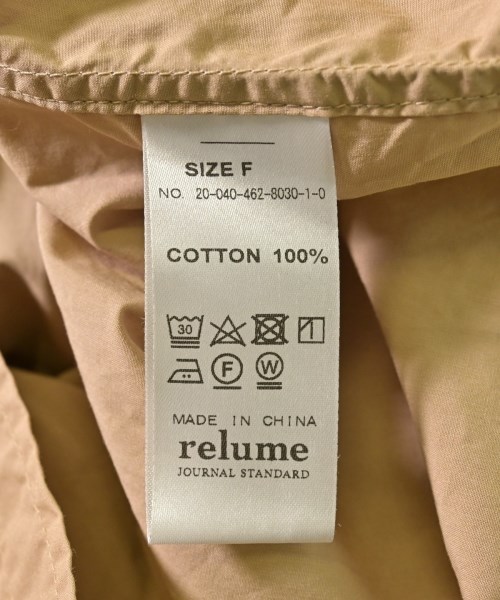 SIZE F
NO. 20-040-462-8030-1-0
COTTON 100%
30
F W
MADE IN CHINA
relume
JOURNAL STANDARD